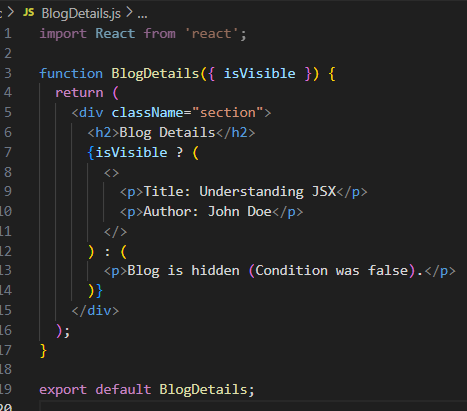 BlogDetails.js > ...
1 import React from 'react';
2
3 function BlogDetails({ isVisible }) {
4   return (
5     <div className="section">
6       <h2>Blog Details</h2>
7       {isVisible ? (
8         <>
9           <p>Title: Understanding JSX</p>
10           <p>Author: John Doe</p>
11         </>
12       ) : (
13         <p>Blog is hidden (Condition was false).</p>
14       )}
15     </div>
16   );
17 }
18
19 export default BlogDetails;
20